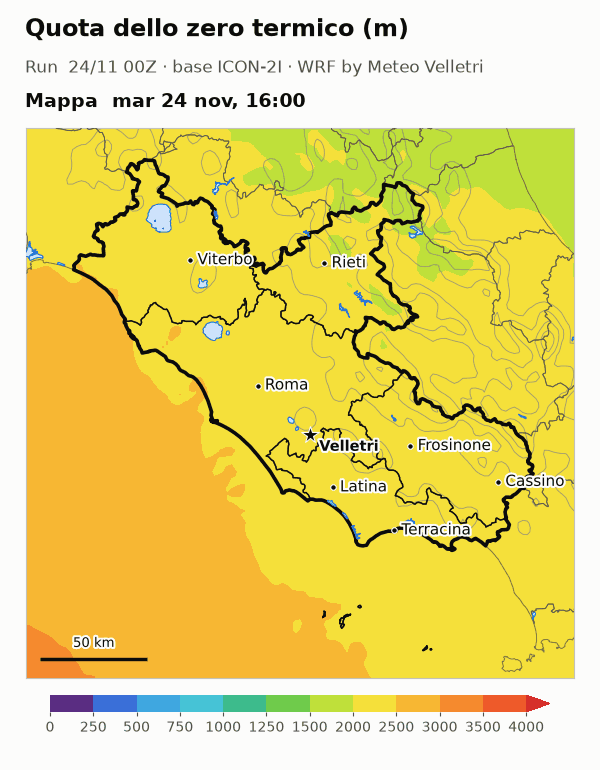 Quota dello zero termico (m)
Run  24/11 00Z · base ICON-2I · WRF by Meteo Velletri
Mappa  mar 24 nov, 16:00
Viterbo
Rieti
Roma
Velletri
Frosinone
Cassino
Latina
Terracina
50 km
0 250 500 750 1000 1250 1500 2000 2500 3000 3500 4000